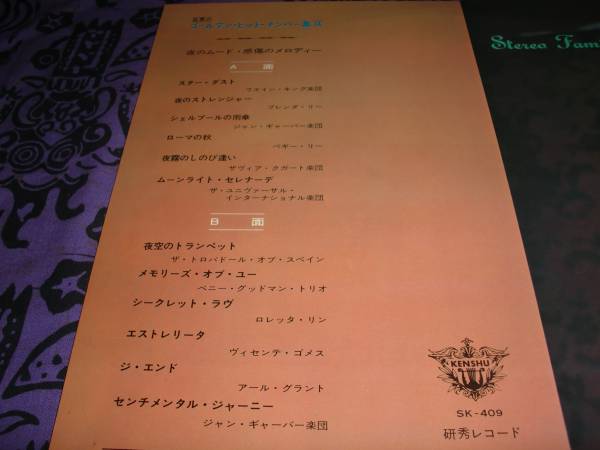 ゴールデン・ヒット・ナンバー
夜のムード・感傷のメロディー
A 面
スター・ダスト
ウエイン・キング楽団
夜のストレンジャー
ブレンダ・リー
シェルブールの雨傘
ジャン・ギャーバー楽団
ローマの秋
ペギー・リー
夜霧のしのび逢い
ザヴィア・クガート楽団
ムーンライト・セレナーデ
ザ・ユニヴァーサル・
インターナショナル楽団
B 面
夜空のトランペット
ザ・トロバドール・オブ・スペイン
メモリーズ・オブ・ユー
ベニー・グッドマン・トリオ
シークレット・ラヴ
ロレッタ・リン
エストレリータ
ヴィセンテ・ゴメス
ジ・エンド
アール・グラント
センチメンタル・ジャーニー
ジャン・ギャーバー楽団
Stereo Fam
KENSHU
SK-409
研秀レコード